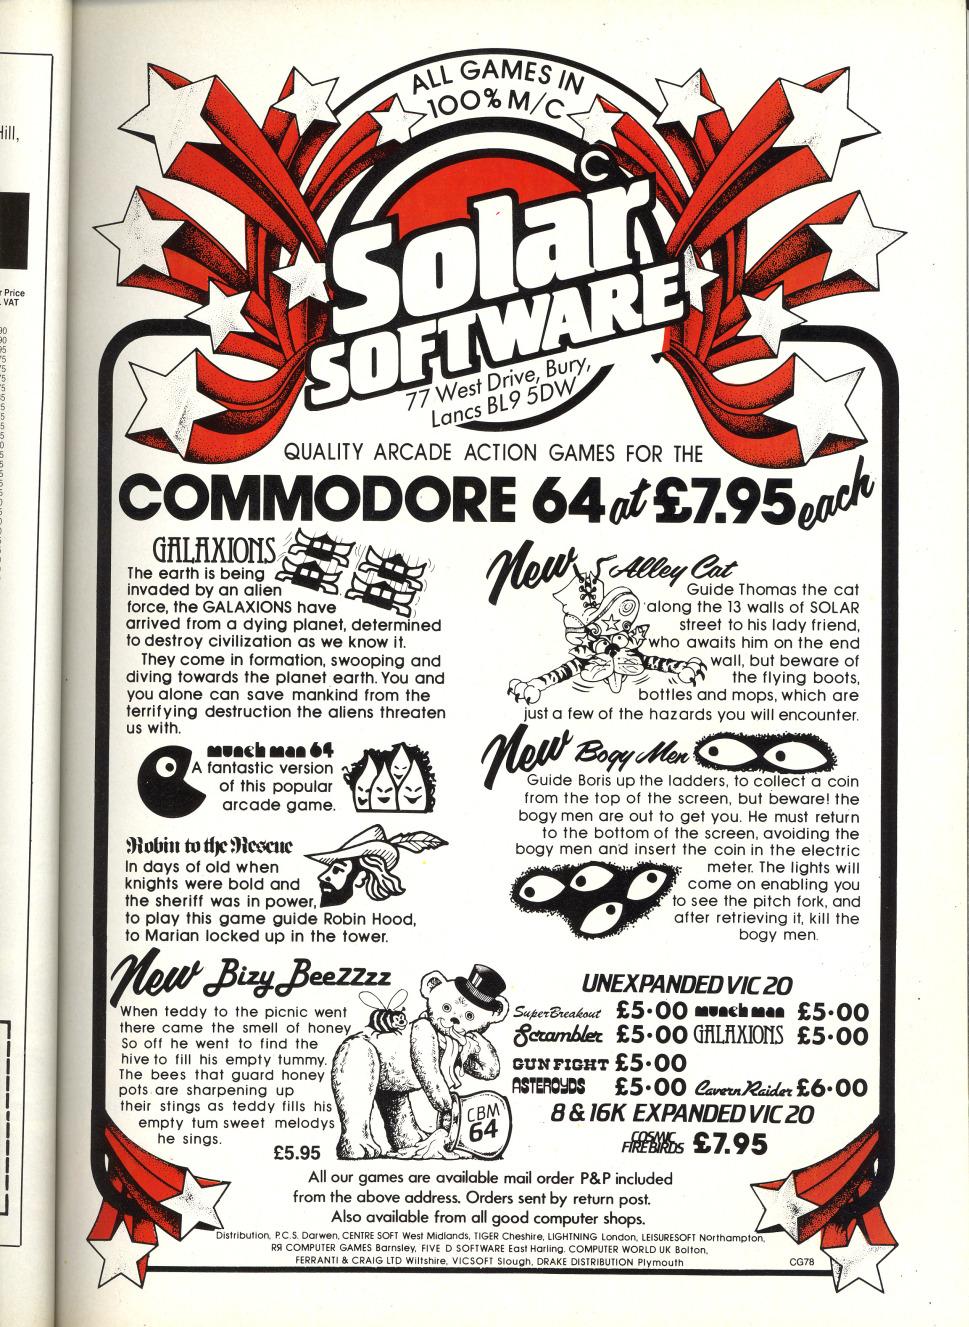 Hill,
r Price
. VAT
ALL GAMES IN
100% M/C
Solar
SOFTWARE
77 West Drive, Bury,
Lancs BL9 5DW
QUALITY ARCADE ACTION GAMES FOR THE
COMMODORE 64 at £7.95 each
GALAXIONS
The earth is being
invaded by an alien
force, the GALAXIONS have
arrived from a dying planet, determined
to destroy civilization as we know it.
They come in formation, swooping and
diving towards the planet earth. You and
you alone can save mankind from the
terrifying destruction the aliens threaten
us with.
munch man 64
A fantastic version
of this popular
arcade game.
Robin to the Rescue
In days of old when
knights were bold and
the sheriff was in power,
to play this game guide Robin Hood,
to Marian locked up in the tower.
New Bizy Beezzzz
When teddy to the picnic went
there came the smell of honey
So off he went to find the
hive to fill his empty tummy.
The bees that guard honey
pots are sharpening up
their stings as teddy fills his
empty tum sweet melodys
he sings.
£5.95
CBM
64
New Alley Cat
Guide Thomas the cat
along the 13 walls of SOLAR
street to his lady friend,
who awaits him on the end
wall, but beware of
the flying boots,
bottles and mops, which are
just a few of the hazards you will encounter.
New Bogy Men
Guide Boris up the ladders, to collect a coin
from the top of the screen, but beware! the
bogy men are out to get you. He must return
to the bottom of the screen, avoiding the
bogy men and insert the coin in the electric
meter. The lights will
come on enabling you
to see the pitch fork, and
after retrieving it, kill the
bogy men.
UNEXPANDED VIC 20
Super Breakout £5·00 munch man £5·00
Scrambler £5·00 GALAXIONS £5·00
GUN FIGHT £5·00
ASTEROYDS £5·00 Cavern Raider £6·00
8 & 16K EXPANDED VIC 20
COSMIC FIREBIRDS £7.95
All our games are available mail order P&P included
from the above address. Orders sent by return post.
Also available from all good computer shops.
Distribution, P.C.S. Darwen, CENTRE SOFT West Midlands, TIGER Cheshire, LIGHTNING London, LEISURESOFT Northampton,
R9 COMPUTER GAMES Barnsley, FIVE D SOFTWARE East Harling. COMPUTER WORLD UK Bolton,
FERRANTI & CRAIG LTD Wiltshire, VICSOFT Slough, DRAKE DISTRIBUTION Plymouth
CG78